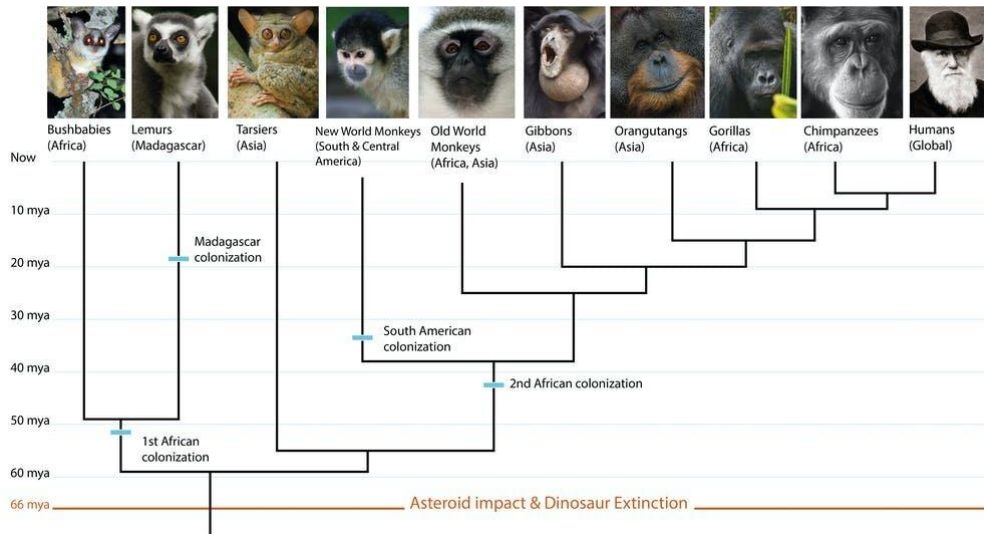 Bushbabies
(Africa)
Lemurs
(Madagascar)
Tarsiers
(Asia)
New World Monkeys
(South & Central
America)
Old World
Monkeys
(Africa, Asia)
Gibbons
(Asia)
Orangutangs
(Asia)
Gorillas
(Africa)
Chimpanzees
(Africa)
Humans
(Global)
Now
10 mya
Madagascar
colonization
20 mya
30 mya
South American
colonization
40 mya
2nd African colonization
50 mya
1st African
colonization
60 mya
66 mya
Asteroid impact & Dinosaur Extinction